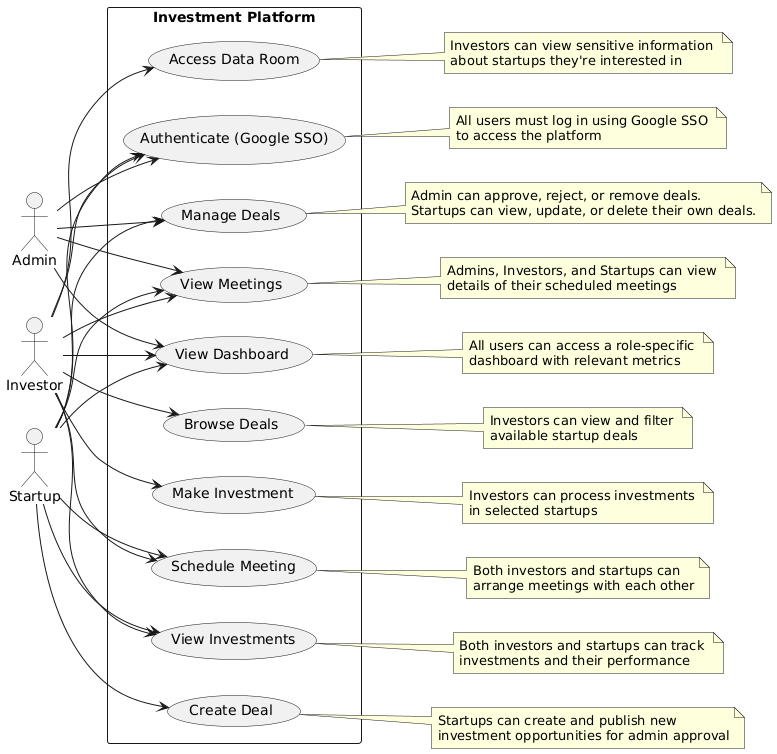 Investment Platform
Access Data Room
Investors can view sensitive information
about startups they're interested in
Authenticate (Google SSO)
All users must log in using Google SSO
to access the platform
Manage Deals
Admin can approve, reject, or remove deals.
Startups can view, update, or delete their own deals.
Admin
View Meetings
Admins, Investors, and Startups can view
details of their scheduled meetings
Investor
View Dashboard
All users can access a role-specific
dashboard with relevant metrics
Browse Deals
Investors can view and filter
available startup deals
Startup
Make Investment
Investors can process investments
in selected startups
Schedule Meeting
Both investors and startups can
arrange meetings with each other
View Investments
Both investors and startups can track
investments and their performance
Create Deal
Startups can create and publish new
investment opportunities for admin approval